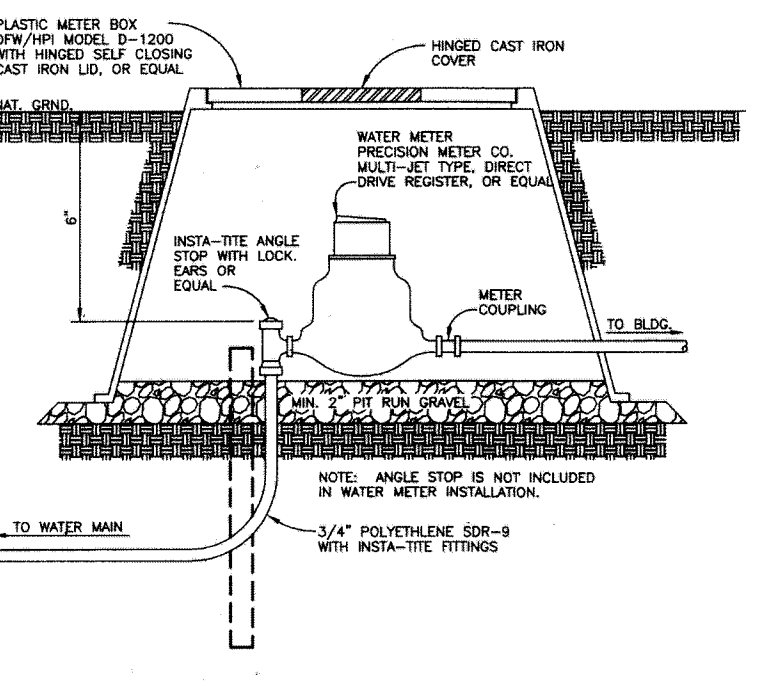 PLASTIC METER BOX
DFW/HPI MODEL D-1200
WITH HINGED SELF CLOSING
CAST IRON LID, OR EQUAL
HINGED CAST IRON
COVER
NAT. GRND.
WATER METER
PRECISION METER CO.
MULTI-JET TYPE, DIRECT
DRIVE REGISTER, OR EQUAL
6"
INSTA-TITE ANGLE
STOP WITH LOCK.
EARS OR
EQUAL
METER
COUPLING
TO BLDG.
MIN. 2" PIT RUN GRAVEL
NOTE: ANGLE STOP IS NOT INCLUDED
IN WATER METER INSTALLATION.
TO WATER MAIN
3/4" POLYETHLENE SDR-9
WITH INSTA-TITE FITTINGS